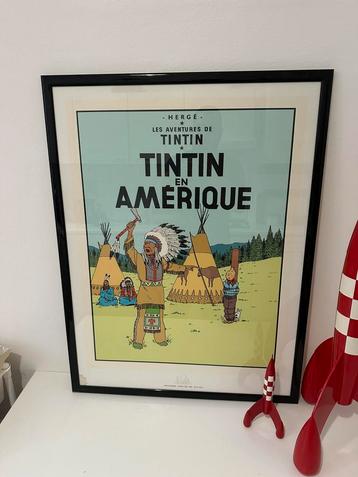 - HERGÉ -
LES AVENTURES DE
TINTIN
TINTIN
EN
AMÉRIQUE